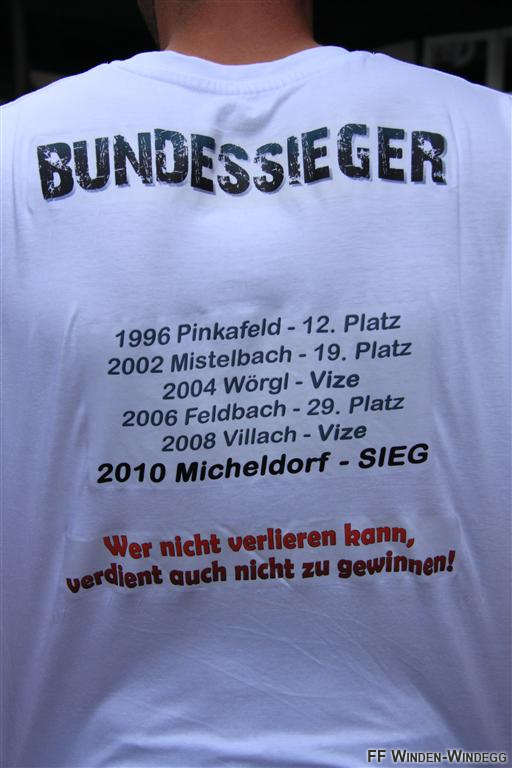 BUNDESSIEGER
1996 Pinkafeld - 12. Platz
2002 Mistelbach - 19. Platz
2004 Wörgl - Vize
2006 Feldbach - 29. Platz
2008 Villach - Vize
2010 Micheldorf - SIEG
Wer nicht verlieren kann,
verdient auch nicht zu gewinnen!
FF Winden-Windegg